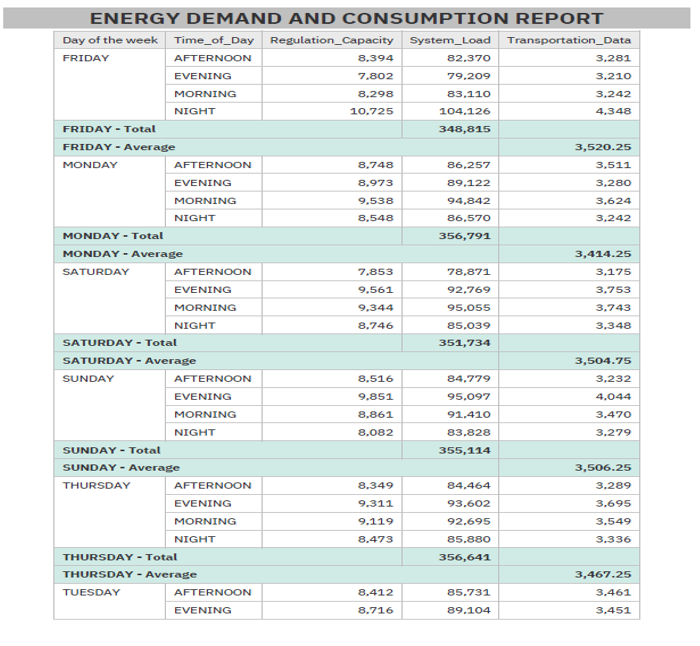 ENERGY DEMAND AND CONSUMPTION REPORT
Day of the week Time_of_Day Regulation_Capacity System_Load Transportation_Data
FRIDAY AFTERNOON 8,394 82,370 3,281
EVENING 7,802 79,209 3,210
MORNING 8,298 83,110 3,242
NIGHT 10,725 104,126 4,348
FRIDAY - Total 348,815
FRIDAY - Average 3,520.25
MONDAY AFTERNOON 8,748 86,257 3,511
EVENING 8,973 89,122 3,280
MORNING 9,538 94,842 3,624
NIGHT 8,548 86,570 3,242
MONDAY - Total 356,791
MONDAY - Average 3,414.25
SATURDAY AFTERNOON 7,853 78,871 3,175
EVENING 9,561 92,769 3,753
MORNING 9,344 95,055 3,743
NIGHT 8,746 85,039 3,348
SATURDAY - Total 351,734
SATURDAY - Average 3,504.75
SUNDAY AFTERNOON 8,516 84,779 3,232
EVENING 9,851 95,097 4,044
MORNING 8,861 91,410 3,470
NIGHT 8,082 83,828 3,279
SUNDAY - Total 355,114
SUNDAY - Average 3,506.25
THURSDAY AFTERNOON 8,349 84,464 3,289
EVENING 9,311 93,602 3,695
MORNING 9,119 92,695 3,549
NIGHT 8,473 85,880 3,336
THURSDAY - Total 356,641
THURSDAY - Average 3,467.25
TUESDAY AFTERNOON 8,412 85,731 3,461
EVENING 8,716 89,104 3,451